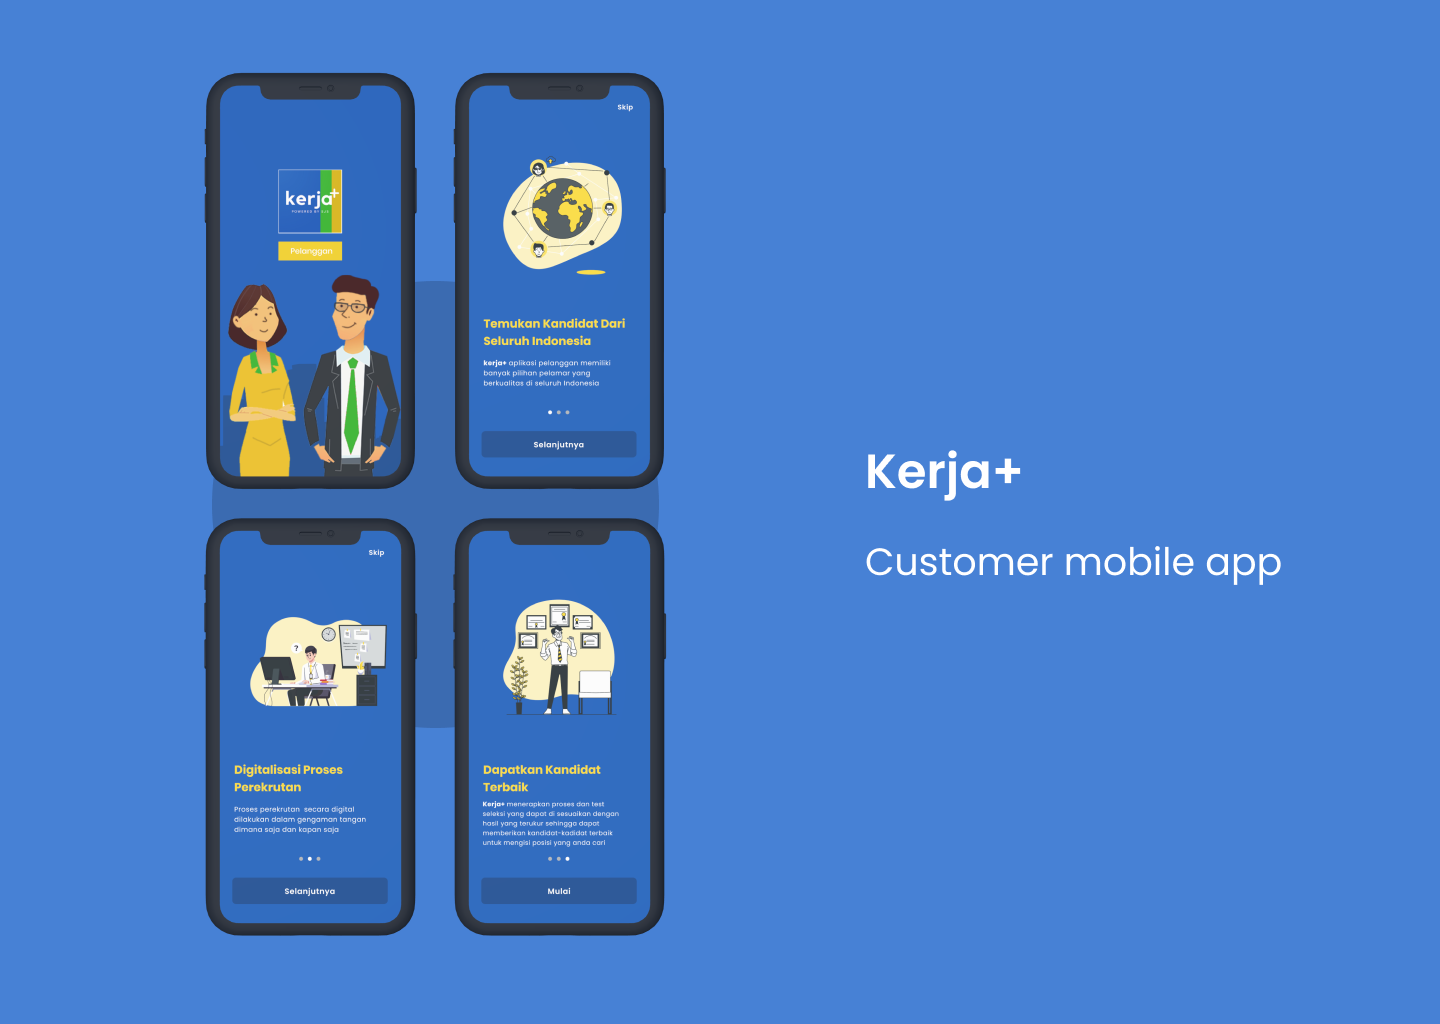 kerja+
POWERED BY SJS
Pelanggan
Skip
Temukan Kandidat Dari
Seluruh Indonesia
kerja+ aplikasi pelanggan memiliki
banyak pilihan pelamar yang
berkualitas di seluruh Indonesia
Selanjutnya
Skip
?
Digitalisasi Proses
Perekrutan
Proses perekrutan secara digital
dilakukan dalam gengaman tangan
dimana saja dan kapan saja
Selanjutnya
Dapatkan Kandidat
Terbaik
Kerja+ menerapkan proses dan test
seleksi yang dapat di sesuaikan dengan
hasil yang terukur sehingga dapat
memberikan kandidat-kadidat terbaik
untuk mengisi posisi yang anda cari
Mulai
Kerja+
Customer mobile app